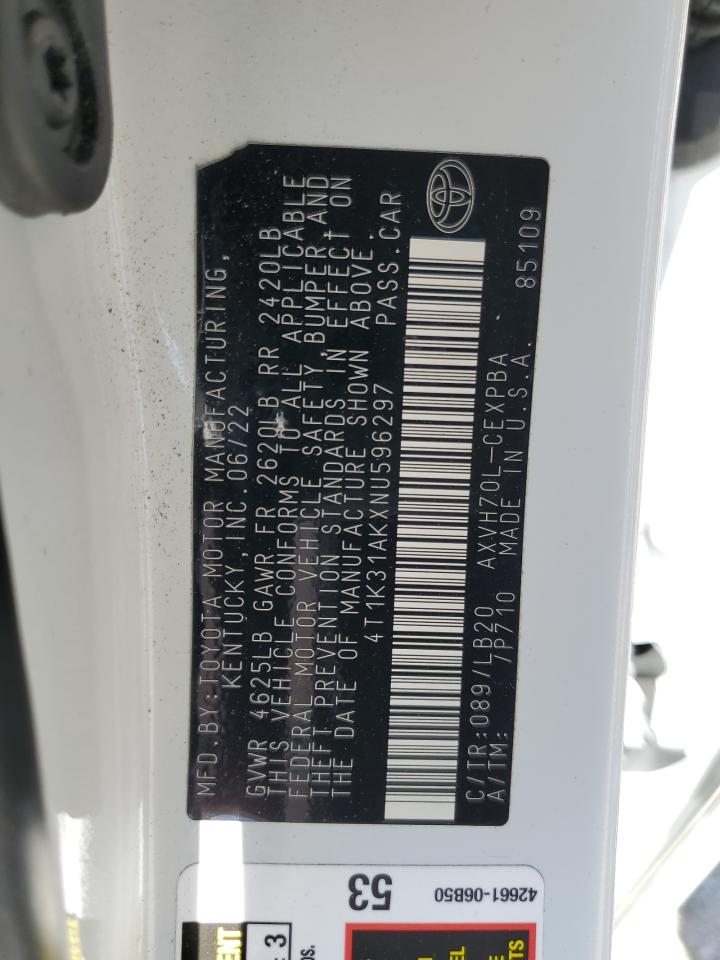 MFD.BY:TOYOTA MOTOR MANUFACTURING,
KENTUCKY,INC.06/22
GVWR 4625LB GAWR FR 2620LB RR 2420LB
THIS VEHICLE CONFORMS TO ALL APPLICABLE
FEDERAL MOTOR VEHICLE SAFETY,BUMPER,AND
THEFT PREVENTION STANDARDS IN EFFECT ON
THE DATE OF MANUFACTURE SHOWN ABOVE.
4T1K31AKXNU596297 PASS.CAR
C/TR:089/LB20 AXVH70L-CEXPBA
A/TM: 7P710 MADE IN U.S.A. 85109
53
42661-06B50
3